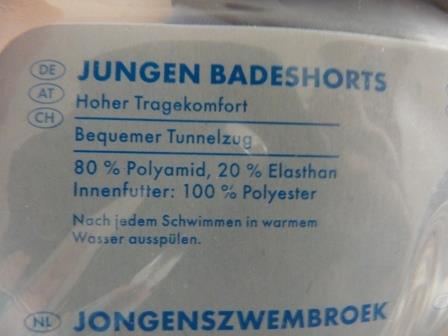 DE JUNGEN BADESHORTS
AT Hoher Tragekomfort
CH
Bequemer Tunnelzug
80 % Polyamid, 20 % Elasthan
Innenfutter: 100 % Polyester
Nach jedem Schwimmen in warmem
Wasser ausspülen.
NL JONGENSZWEMBROEK